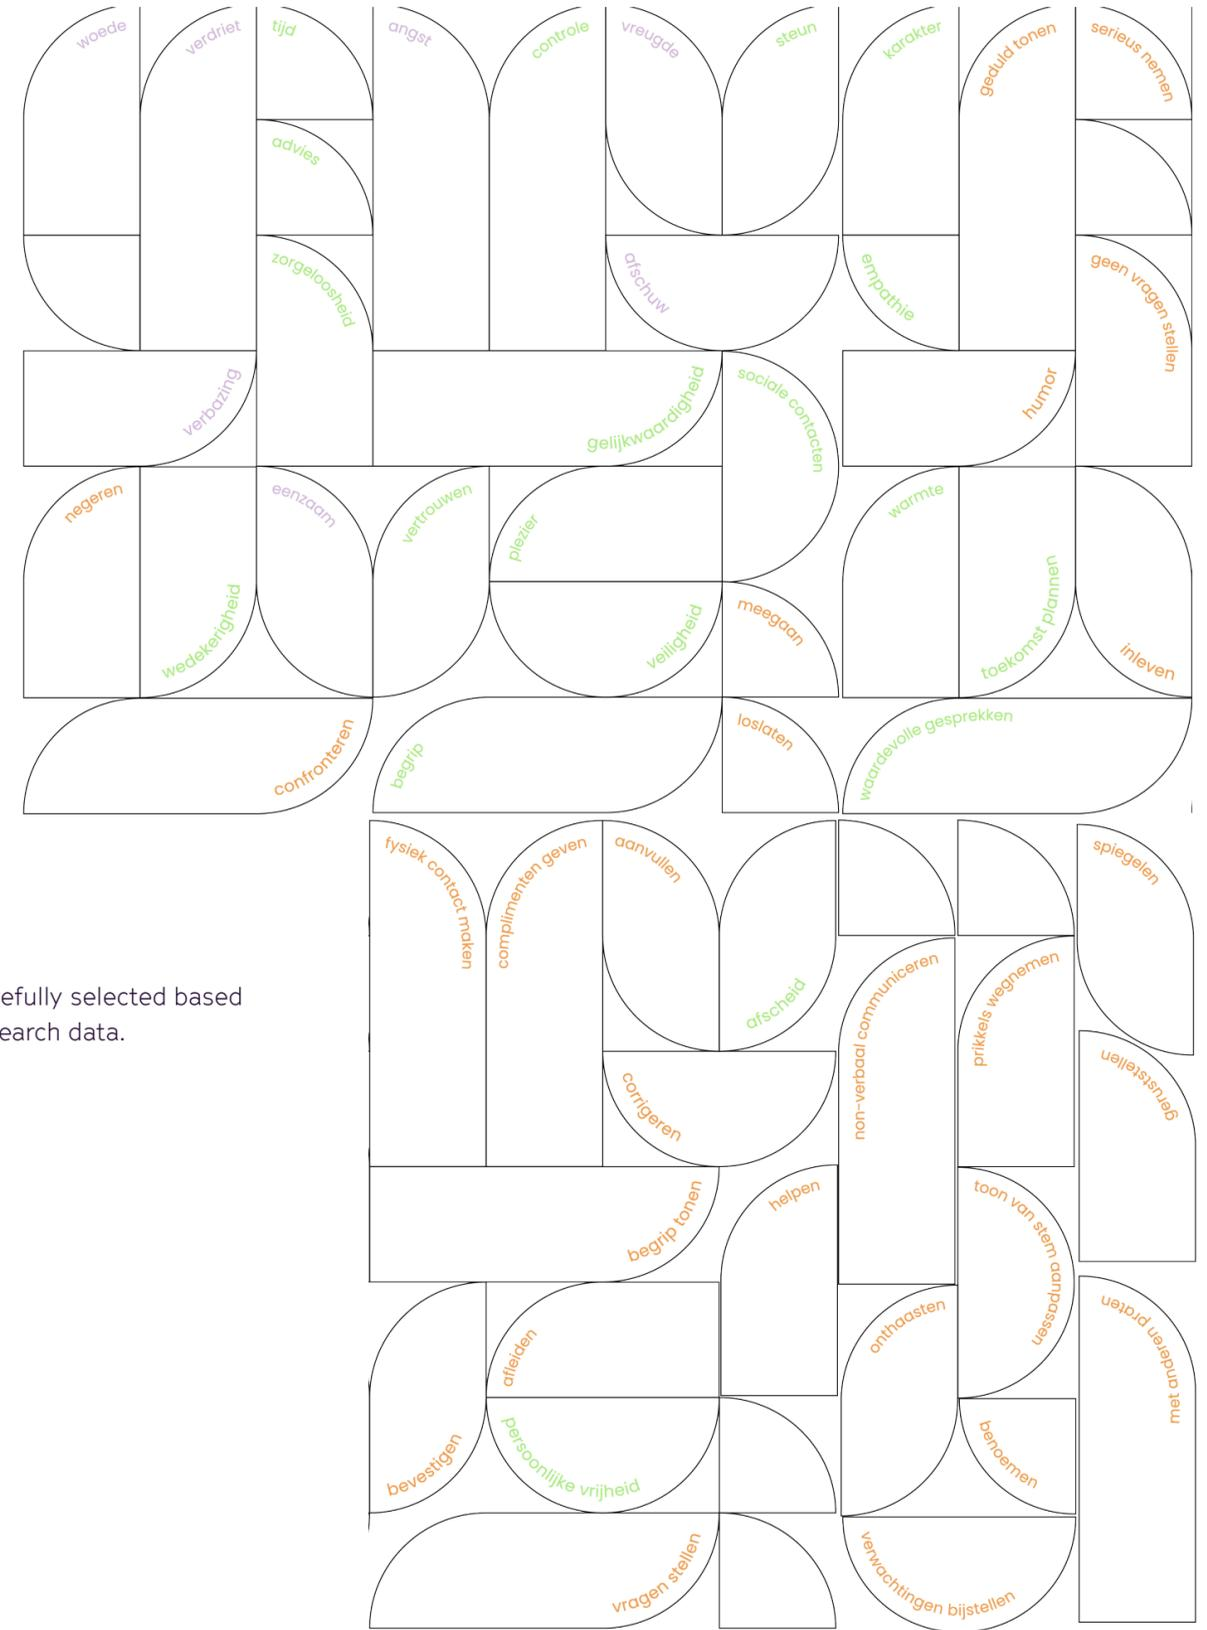 woede
verdriet
tijd
angst
controle
vreugde
steun
karakter
geduld tonen
serieus nemen
advies
zorgeloosheid
afschuw
empathie
geen vragen stellen
verbazing
gelijkwaardigheid
sociale contacten
humor
negeren
wedekerigheid
eenzaam
vertrouwen
plezier
veiligheid
meegaan
warmte
toekomst plannen
inleven
confronteren
begrip
loslaten
waardevolle gesprekken
fysiek contact maken
complimenten geven
aanvullen
afscheid
spiegelen
non-verbaal communiceren
prikkels wegnemen
geruststellen
efully selected based
earch data.
corrigeren
begrip tonen
helpen
toon van stem aanpassen
onthaasten
met anderen praten
afleiden
bevestigen
persoonlijke vrijheid
benoemen
vragen stellen
verwachtingen bijstellen